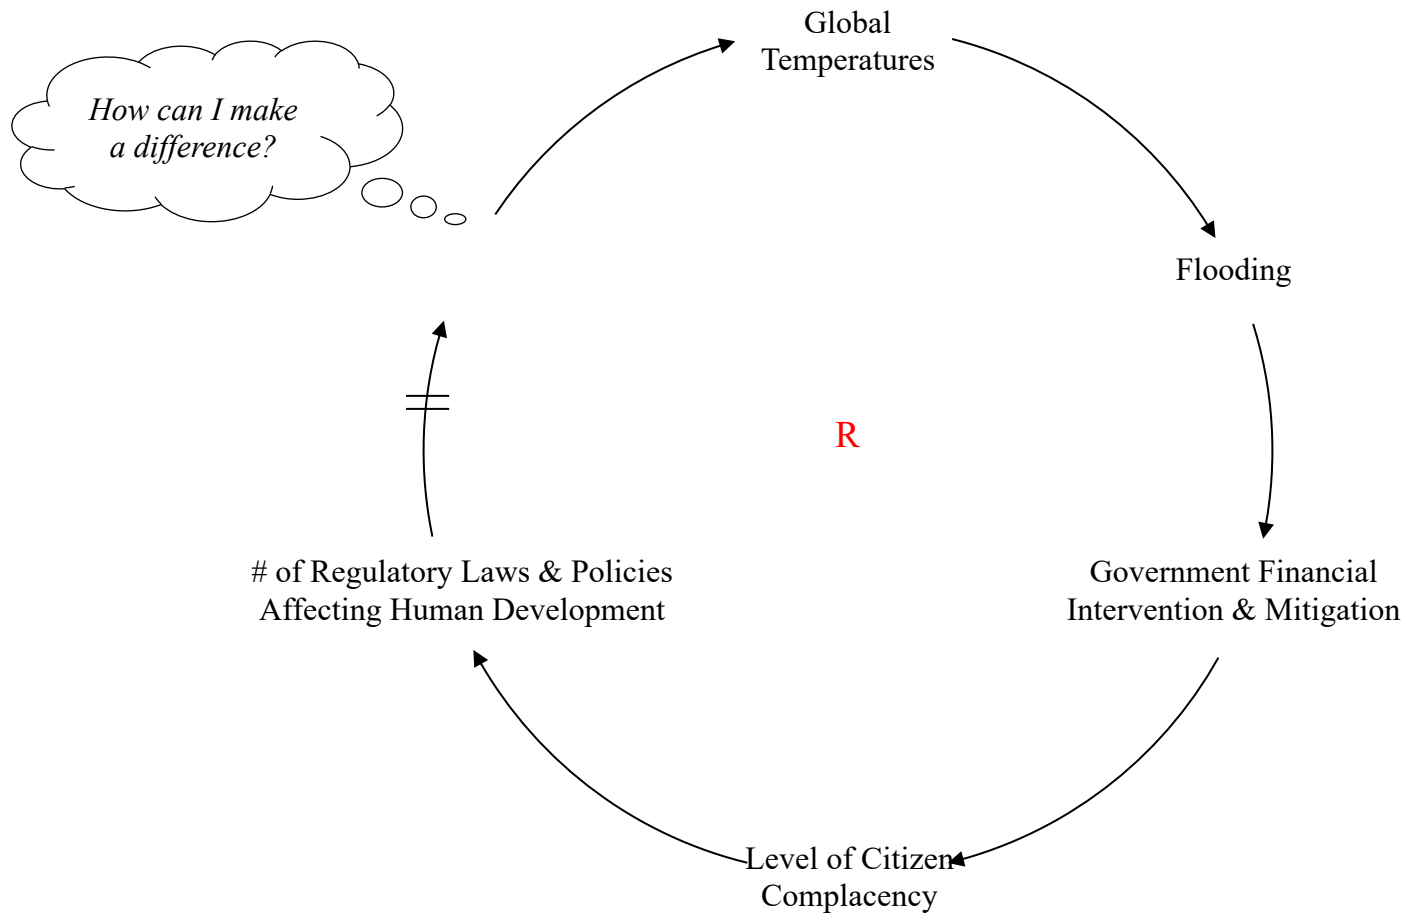 Global
Temperatures
How can I make
a difference?
Flooding
R
# of Regulatory Laws & Policies
Affecting Human Development
Government Financial
Intervention & Mitigation
Level of Citizen
Complacency